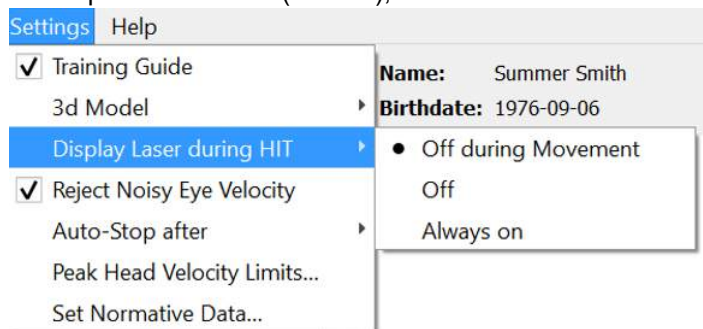 Settings Help
Training Guide
Name: Summer Smith
3d Model
Birthdate: 1976-09-06
Display Laser during HIT
Off during Movement
Reject Noisy Eye Velocity
Off
Auto-Stop after
Always on
Peak Head Velocity Limits...
Set Normative Data...